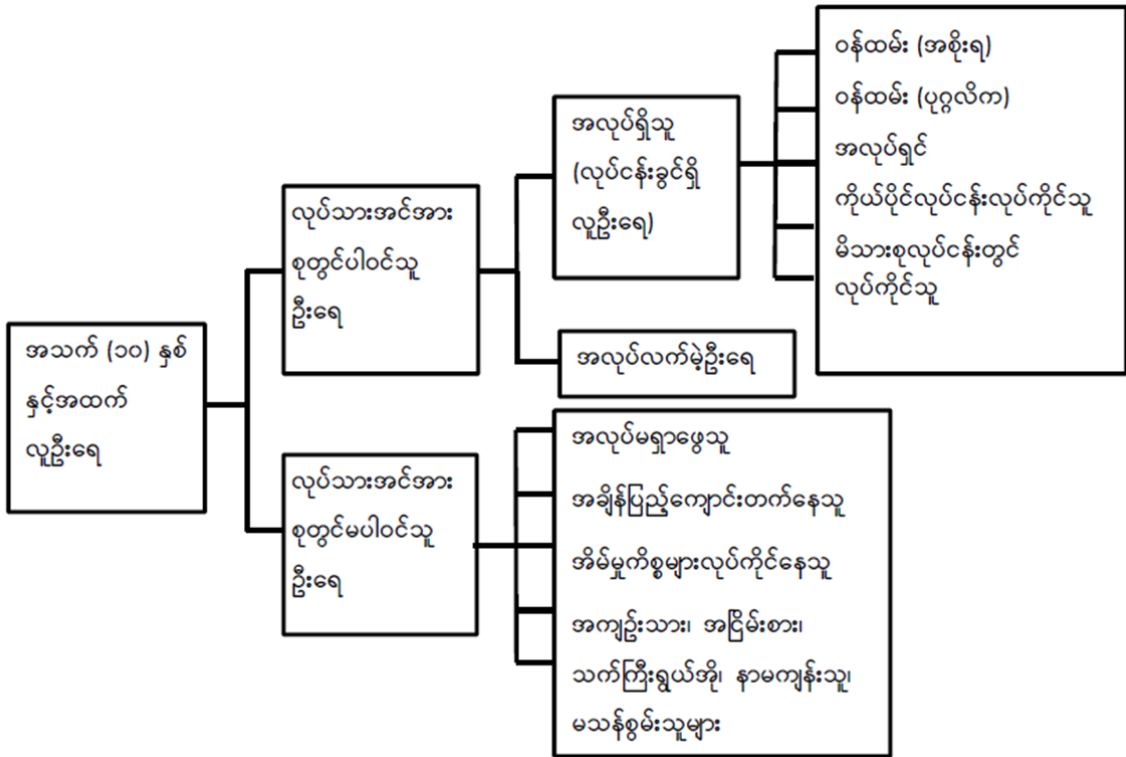 အသက် (၁၀) နှစ်
နှင့်အထက်
လူဦးရေ
လုပ်သားအင်အား
စုတွင်ပါဝင်သူ
ဦးရေ
အလုပ်ရှိသူ
(လုပ်ငန်းခွင်ရှိ
လူဦးရေ)
ဝန်ထမ်း (အစိုးရ)
ဝန်ထမ်း (ပုဂ္ဂလိက)
အလုပ်ရှင်
ကိုယ်ပိုင်လုပ်ငန်းလုပ်ကိုင်သူ
မိသားစုလုပ်ငန်းတွင်
လုပ်ကိုင်သူ
အလုပ်လက်မဲ့ဦးရေ
လုပ်သားအင်အား
စုတွင်မပါဝင်သူ
ဦးရေ
အလုပ်မရှာဖွေသူ
အချိန်ပြည့်ကျောင်းတက်နေသူ
အိမ်မှုကိစ္စများလုပ်ကိုင်နေသူ
အကျဉ်းသား၊ အငြိမ်းစား၊
သက်ကြီးရွယ်အို၊ နာမကျန်းသူ၊
မသန်စွမ်းသူများ